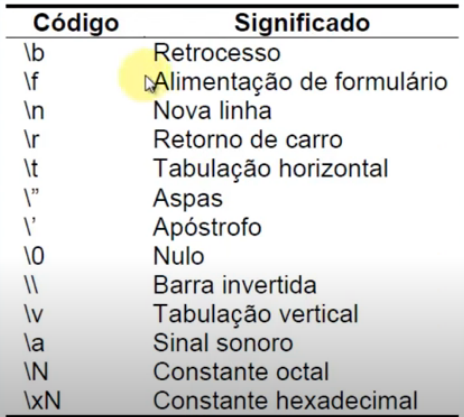 Código Significado
\b Retrocesso
\f Alimentação de formulário
\n Nova linha
\r Retorno de carro
\t Tabulação horizontal
\” Aspas
\’ Apóstrofo
\0 Nulo
\\ Barra invertida
\v Tabulação vertical
\a Sinal sonoro
\N Constante octal
\xN Constante hexadecimal